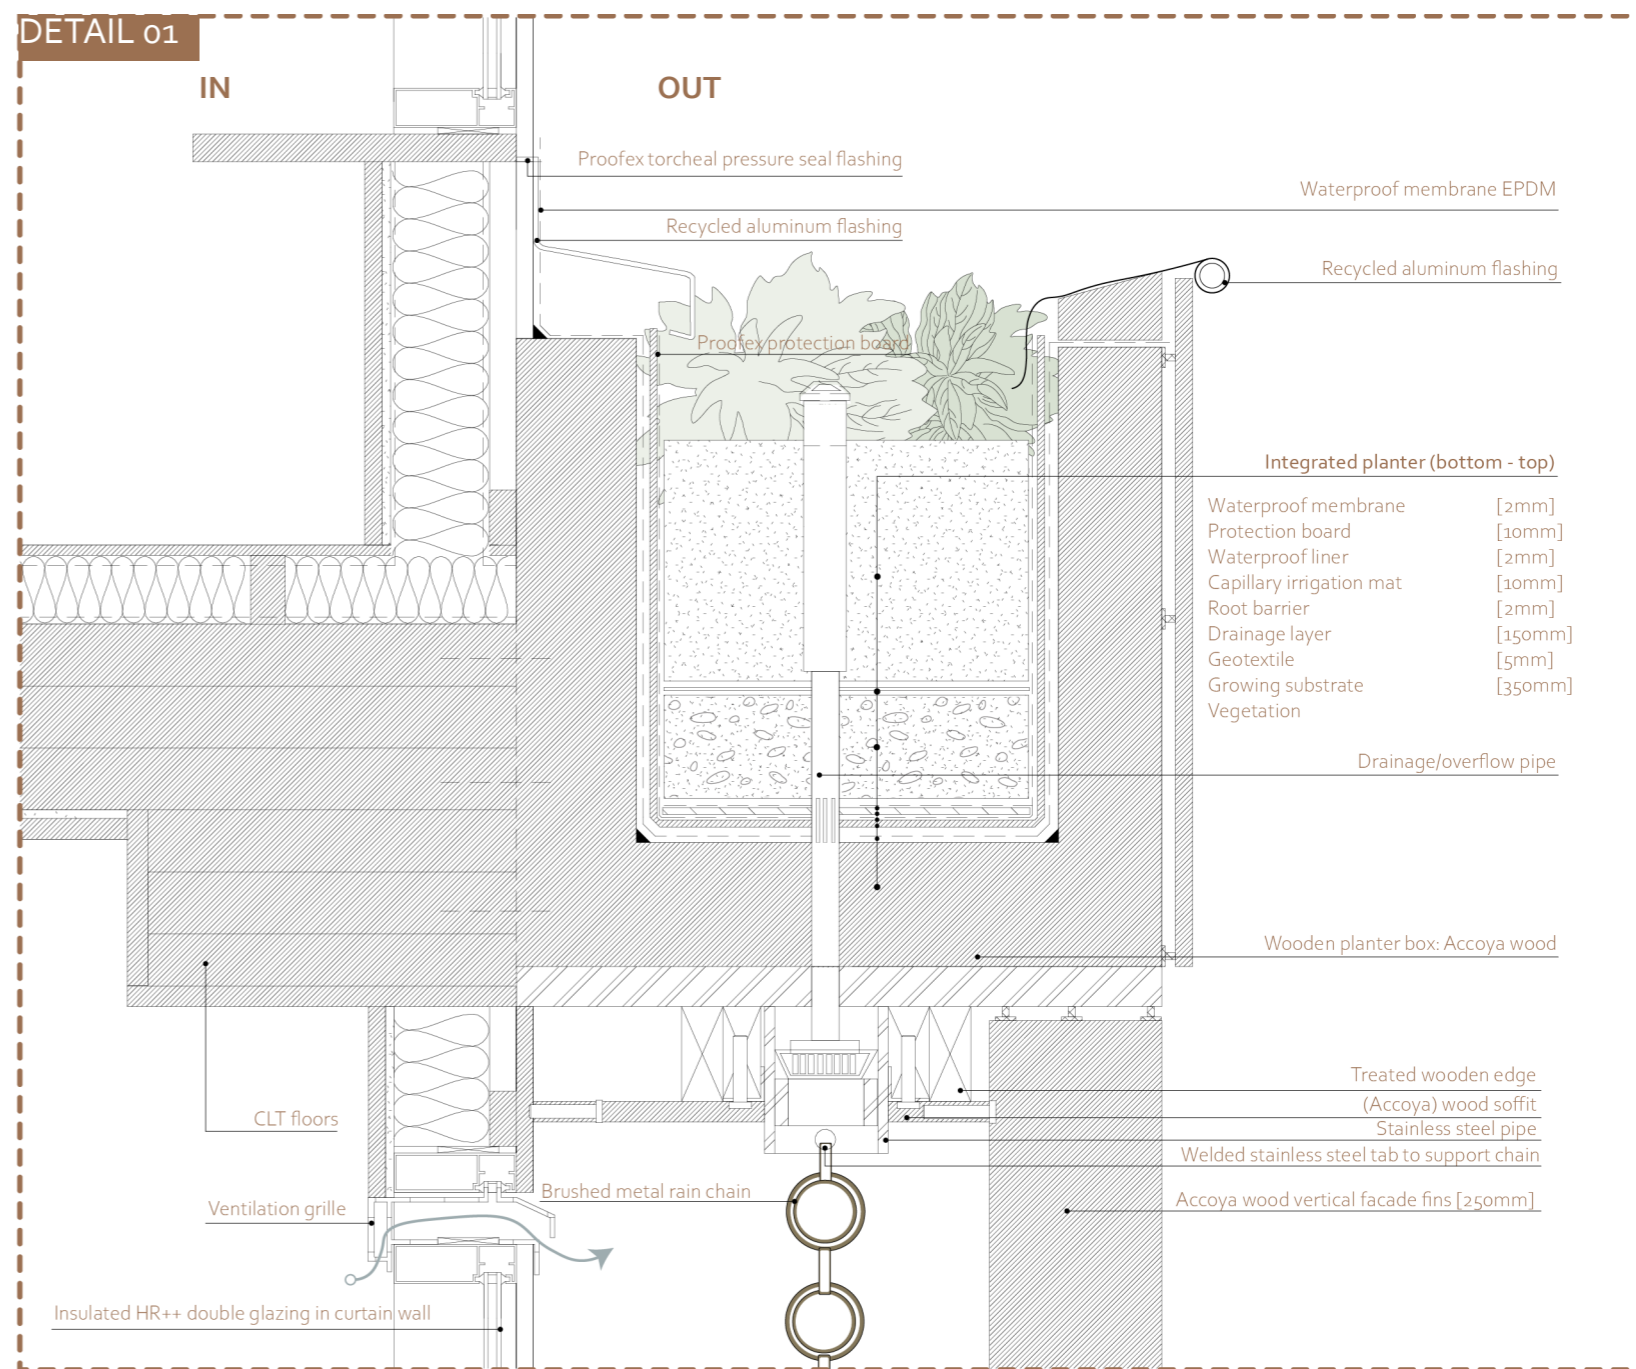 DETAIL 01
IN
OUT
Proofex torcheal pressure seal flashing
Waterproof membrane EPDM
Recycled aluminum flashing
Recycled aluminum flashing
Proofex protection board
Integrated planter (bottom - top)
Waterproof membrane [2mm]
Protection board [10mm]
Waterproof liner [2mm]
Capillary irrigation mat [10mm]
Root barrier [2mm]
Drainage layer [150mm]
Geotextile [5mm]
Growing substrate [350mm]
Vegetation
Drainage/overflow pipe
Wooden planter box: Accoya wood
Treated wooden edge
(Accoya) wood soffit
CLT floors
Stainless steel pipe
Welded stainless steel tab to support chain
Brushed metal rain chain
Accoya wood vertical facade fins [250mm]
Ventilation grille
Insulated HR++ double glazing in curtain wall